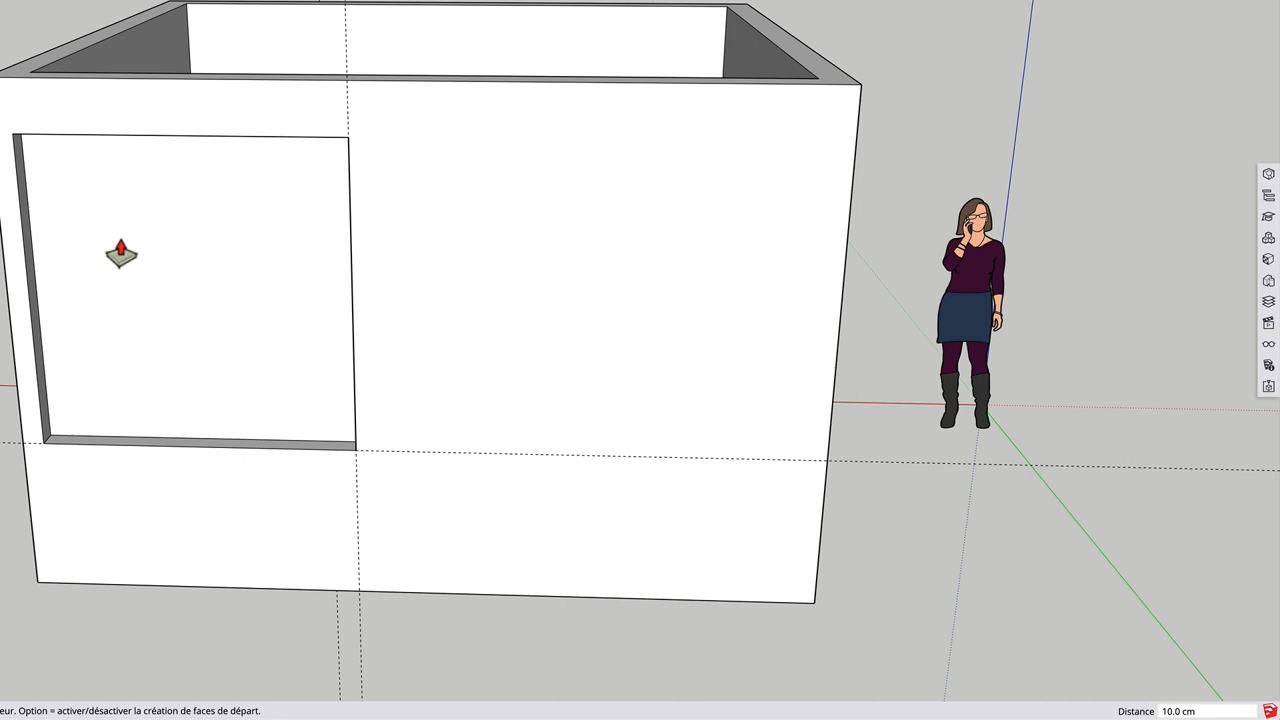 eur. Option = activer/désactiver la création de faces de départ.
Distance 10.0 cm